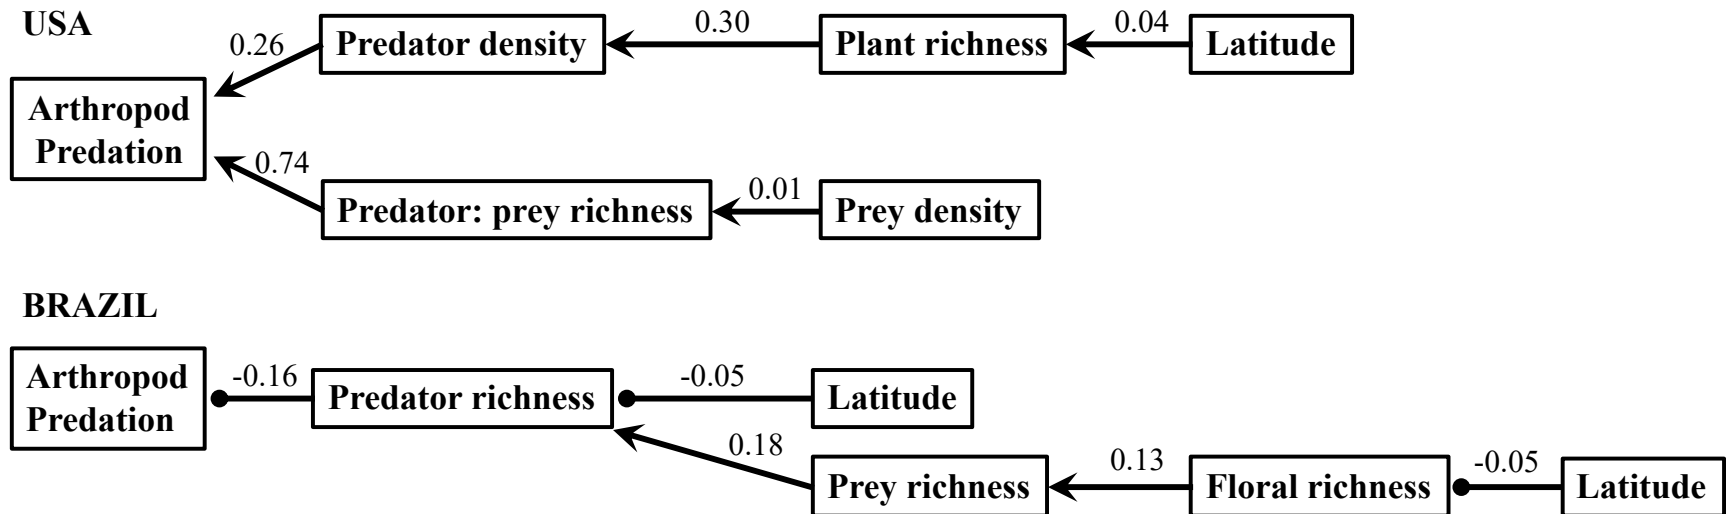 USA
0.26
Predator density
0.30
Plant richness
0.04
Latitude
Arthropod
Predation
0.74
Predator: prey richness
0.01
Prey density
BRAZIL
Arthropod
Predation
-0.16
Predator richness
-0.05
Latitude
0.18
Prey richness
0.13
Floral richness
-0.05
Latitude